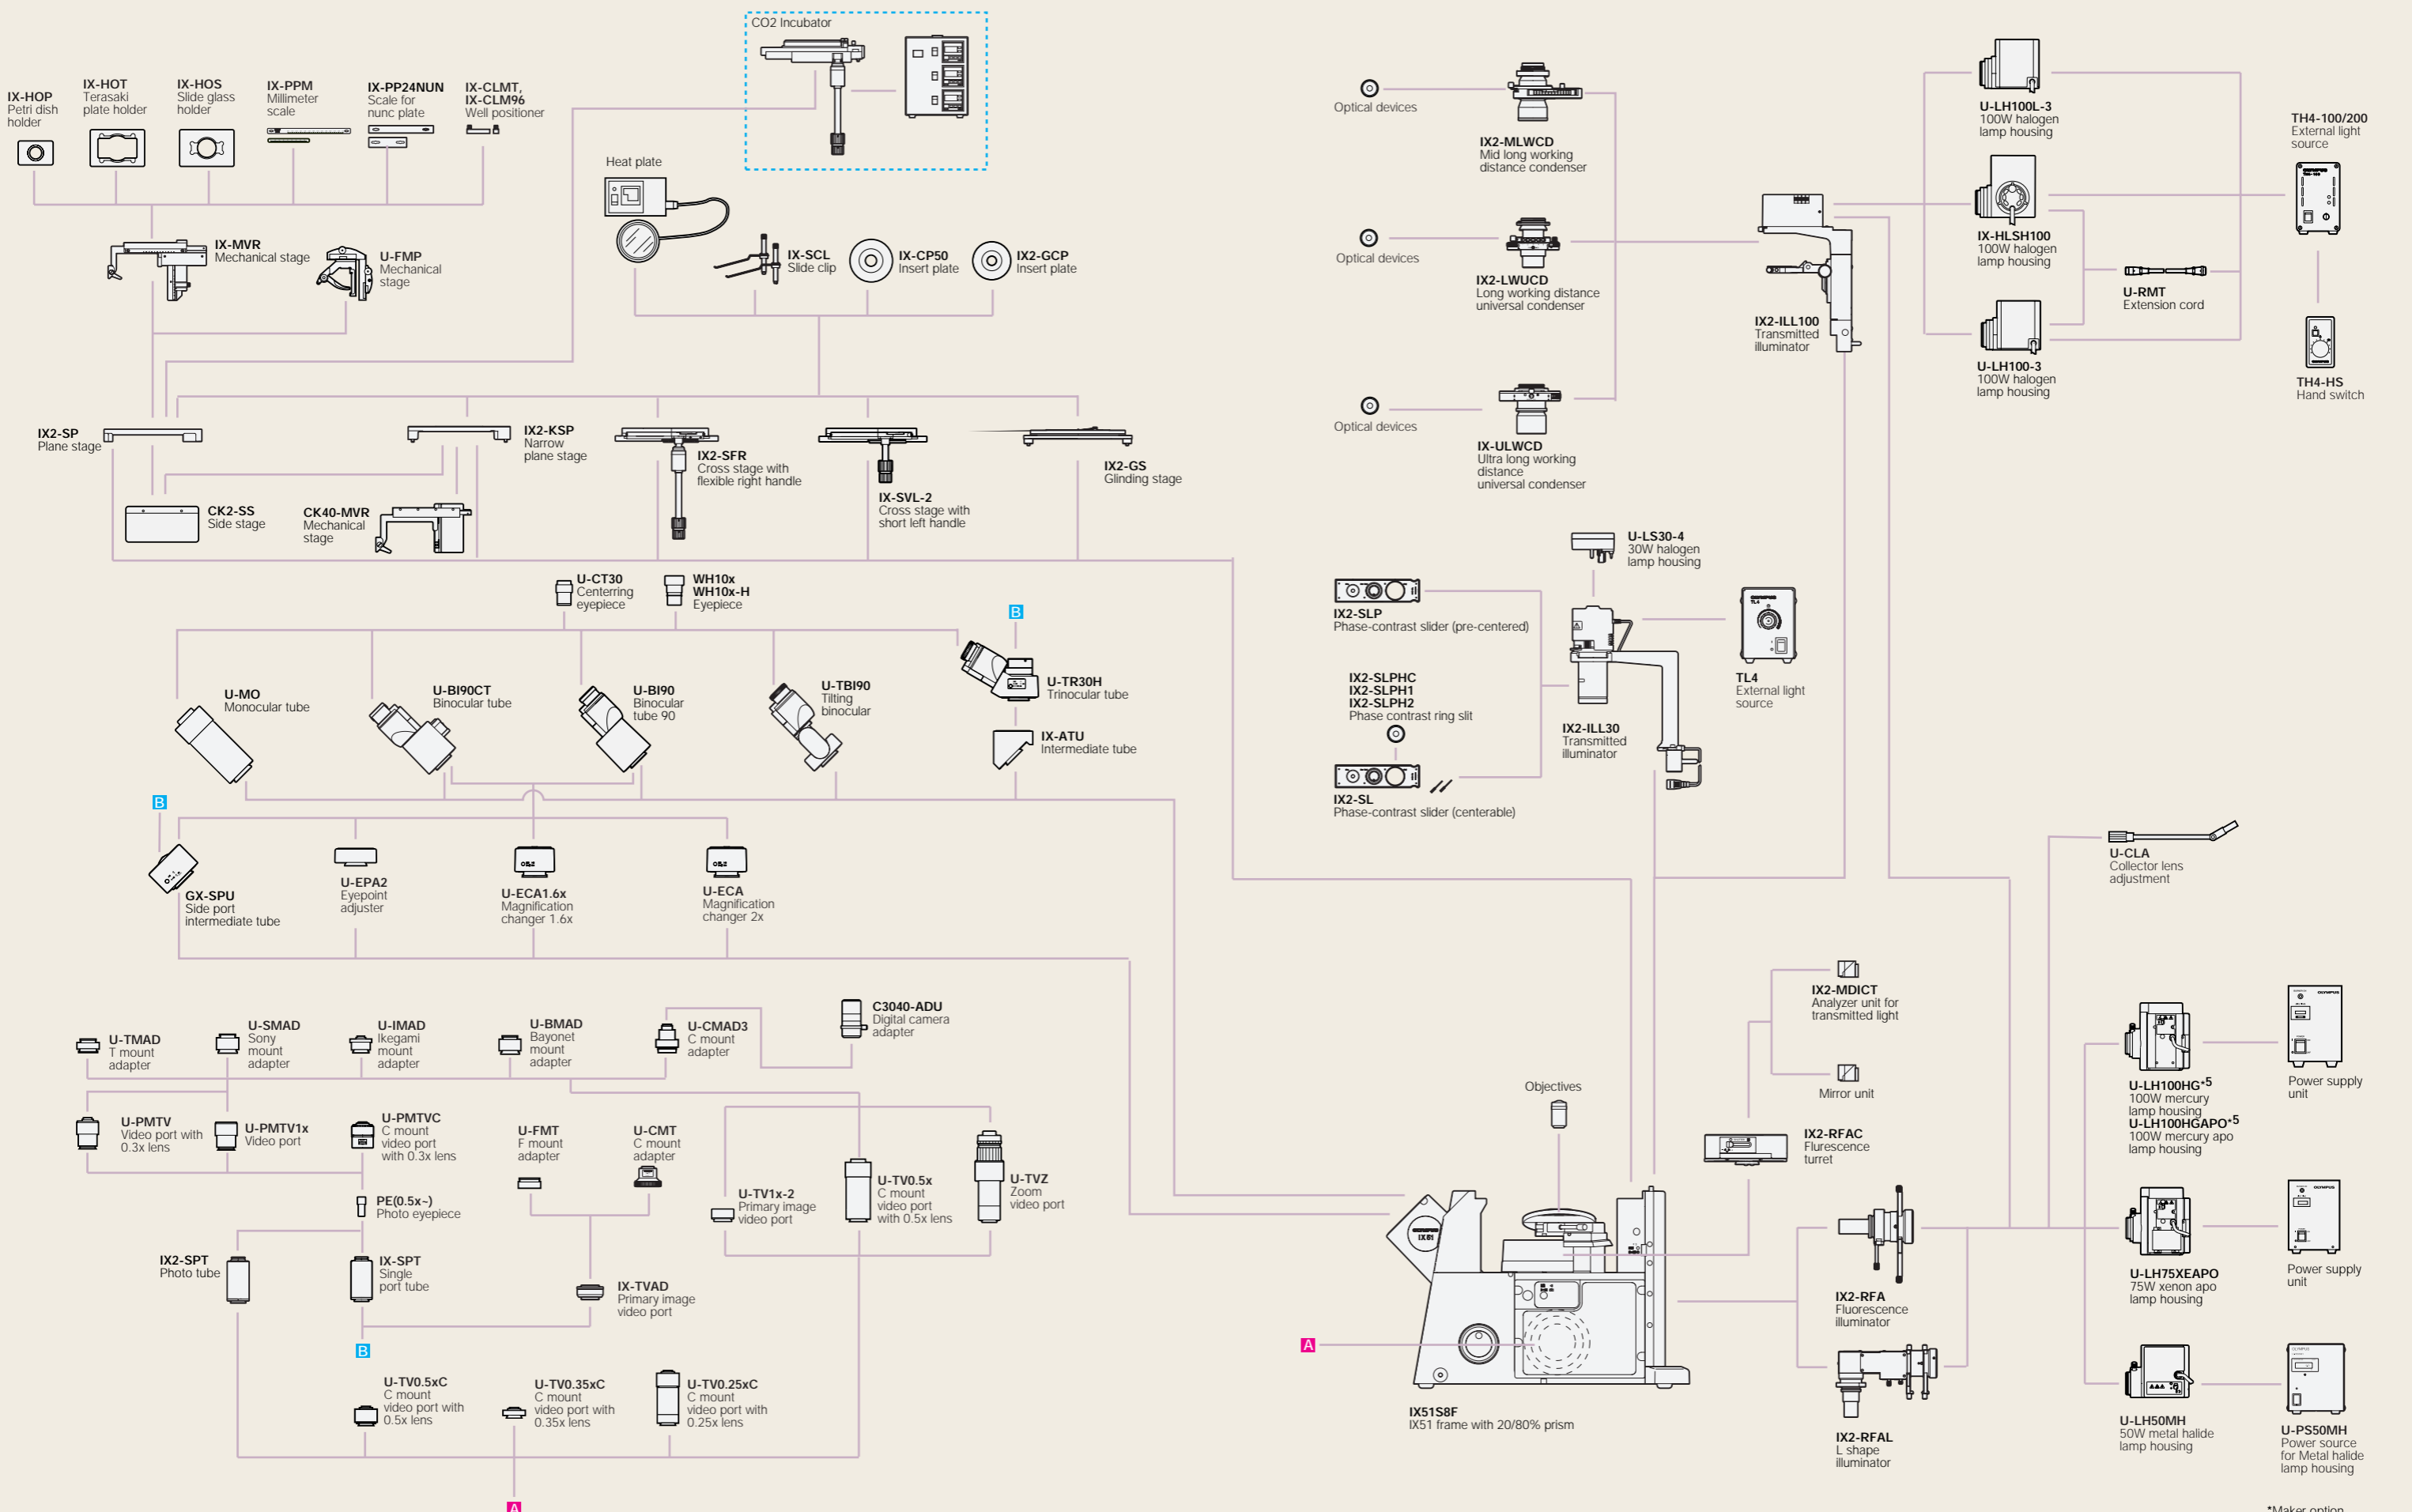 CO2 Incubator
IX-HOP
Petri dish
holder
IX-HOT
Terasaki
plate holder
IX-HOS
Slide glass
holder
IX-PPM
Millimeter
scale
IX-PP24NUN
Scale for
nunc plate
IX-CLMT,
IX-CLM96
Well positioner
Heat plate
IX-MVR
Mechanical stage
U-FMP
Mechanical
stage
IX-SCL
Slide clip
IX-CP50
Insert plate
IX2-GCP
Insert plate
IX2-SP
Plane stage
IX2-KSP
Narrow
plane stage
IX2-SFR
Cross stage with
flexible right handle
IX-SVL-2
Cross stage with
short left handle
IX2-GS
Glinding stage
CK2-SS
Side stage
CK40-MVR
Mechanical
stage
U-CT30
Centerring
eyepiece
WH10x
WH10x-H
Eyepiece
B
U-MO
Monocular tube
U-BI90CT
Binocular tube
U-BI90
Binocular
tube 90
U-TBI90
Tilting
binocular
U-TR30H
Trinocular tube
IX-ATU
Intermediate tube
B
GX-SPU
Side port
intermediate tube
U-EPA2
Eyepoint
adjuster
U-ECA1.6x
Magnification
changer 1.6x
U-ECA
Magnification
changer 2x
U-TMAD
T mount
adapter
U-SMAD
Sony
mount
adapter
U-IMAD
Ikegami
mount
adapter
U-BMAD
Bayonet
mount
adapter
U-CMAD3
C mount
adapter
C3040-ADU
Digital camera
adapter
U-PMTV
Video port with
0.3x lens
U-PMTV1x
Video port
U-PMTVC
C mount
video port
with 0.3x lens
U-FMT
F mount
adapter
U-CMT
C mount
adapter
U-TV1x-2
Primary image
video port
U-TV0.5x
C mount
video port
with 0.5x lens
U-TVZ
Zoom
video port
PE(0.5x~)
Photo eyepiece
IX2-SPT
Photo tube
IX-SPT
Single
port tube
IX-TVAD
Primary image
video port
B
U-TV0.5xC
C mount
video port with
0.5x lens
U-TV0.35xC
C mount
video port with
0.35x lens
U-TV0.25xC
C mount
video port with
0.25x lens
A
Optical devices
IX2-MLWCD
Mid long working
distance condenser
Optical devices
IX2-LWUCD
Long working distance
universal condenser
Optical devices
IX-ULWCD
Ultra long working
distance
universal condenser
IX2-ILL100
Transmitted
illuminator
U-LH100L-3
100W halogen
lamp housing
IX-HLSH100
100W halogen
lamp housing
U-LH100-3
100W halogen
lamp housing
U-RMT
Extension cord
TH4-100/200
External light
source
OLYMPUS
TH4-HS
Hand switch
U-LS30-4
30W halogen
lamp housing
IX2-SLP
Phase-contrast slider (pre-centered)
IX2-SLPHC
IX2-SLPH1
IX2-SLPH2
Phase contrast ring slit
IX2-SL
Phase-contrast slider (centerable)
IX2-ILL30
Transmitted
illuminator
OLYMPUS
TL4
TL4
External light
source
U-CLA
Collector lens
adjustment
IX2-MDICT
Analyzer unit for
transmitted light
Mirror unit
Objectives
IX2-RFAC
Flurescence
turret
OLYMPUS
IX51
A
IX51S8F
IX51 frame with 20/80% prism
IX2-RFA
Fluorescence
illuminator
IX2-RFAL
L shape
illuminator
U-LH100HG*5
100W mercury
lamp housing
U-LH100HGAPO*5
100W mercury apo
lamp housing
OLYMPUS
Power supply
unit
U-LH75XEAPO
75W xenon apo
lamp housing
OLYMPUS
Power supply
unit
U-LH50MH
50W metal halide
lamp housing
U-PS50MH
Power source
for Metal halide
lamp housing
*Maker option